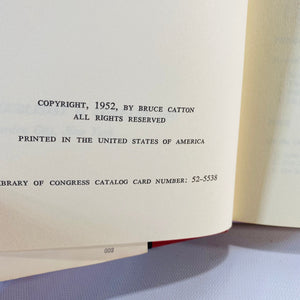 COPYRIGHT, 1952, BY BRUCE CATTON
ALL RIGHTS RESERVED
PRINTED IN THE UNITED STATES OF AMERICA
IBRARY OF CONGRESS CATALOG CARD NUMBER: 52-5538